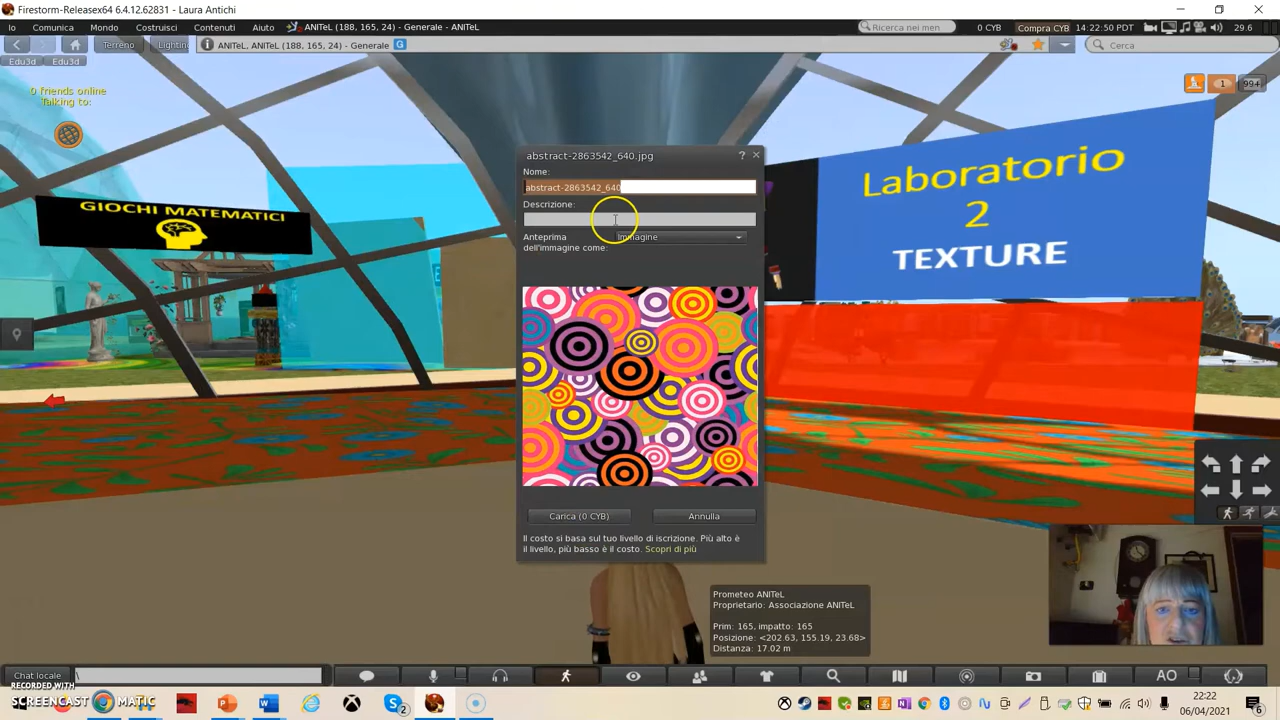 Firestorm-Releasex64 6.4.12.62831 - Laura Antichi
Io Comunica Mondo Costruisci Contenuti Aiuto ANITeL (188, 165, 24) - Generale - ANITeL
Ricerca nei men 0 CYB Compra CYB 14:22:50 PDT 29.6
Terreno Lightin ANITeL, ANITeL (188, 165, 24) - Generale G Cerca
Edu3d Edu3d
0 friends online
Talking to:
1 994
abstract-2863542_640.jpg ?
Nome:
abstract-2863542_640
Descrizione:
Anteprima
dell'immagine come:
Immagine
GIOCHI MATEMATICI
Laboratorio
2
TEXTURE
Carica (0 CYB) Annulla
Il costo si basa sul tuo livello di iscrizione. Più alto è
il livello, più basso è il costo. Scopri di più
Prometeo ANITeL
Proprietario: Associazione ANITeL
Prim: 165, impatto: 165
Posizione: <202.63, 155.19, 23.68>
Distanza: 17.02 m
Chat locale \
AO
RECORDED WITH
SCREENCAST MATIC
2
22:22
06/04/2021
6